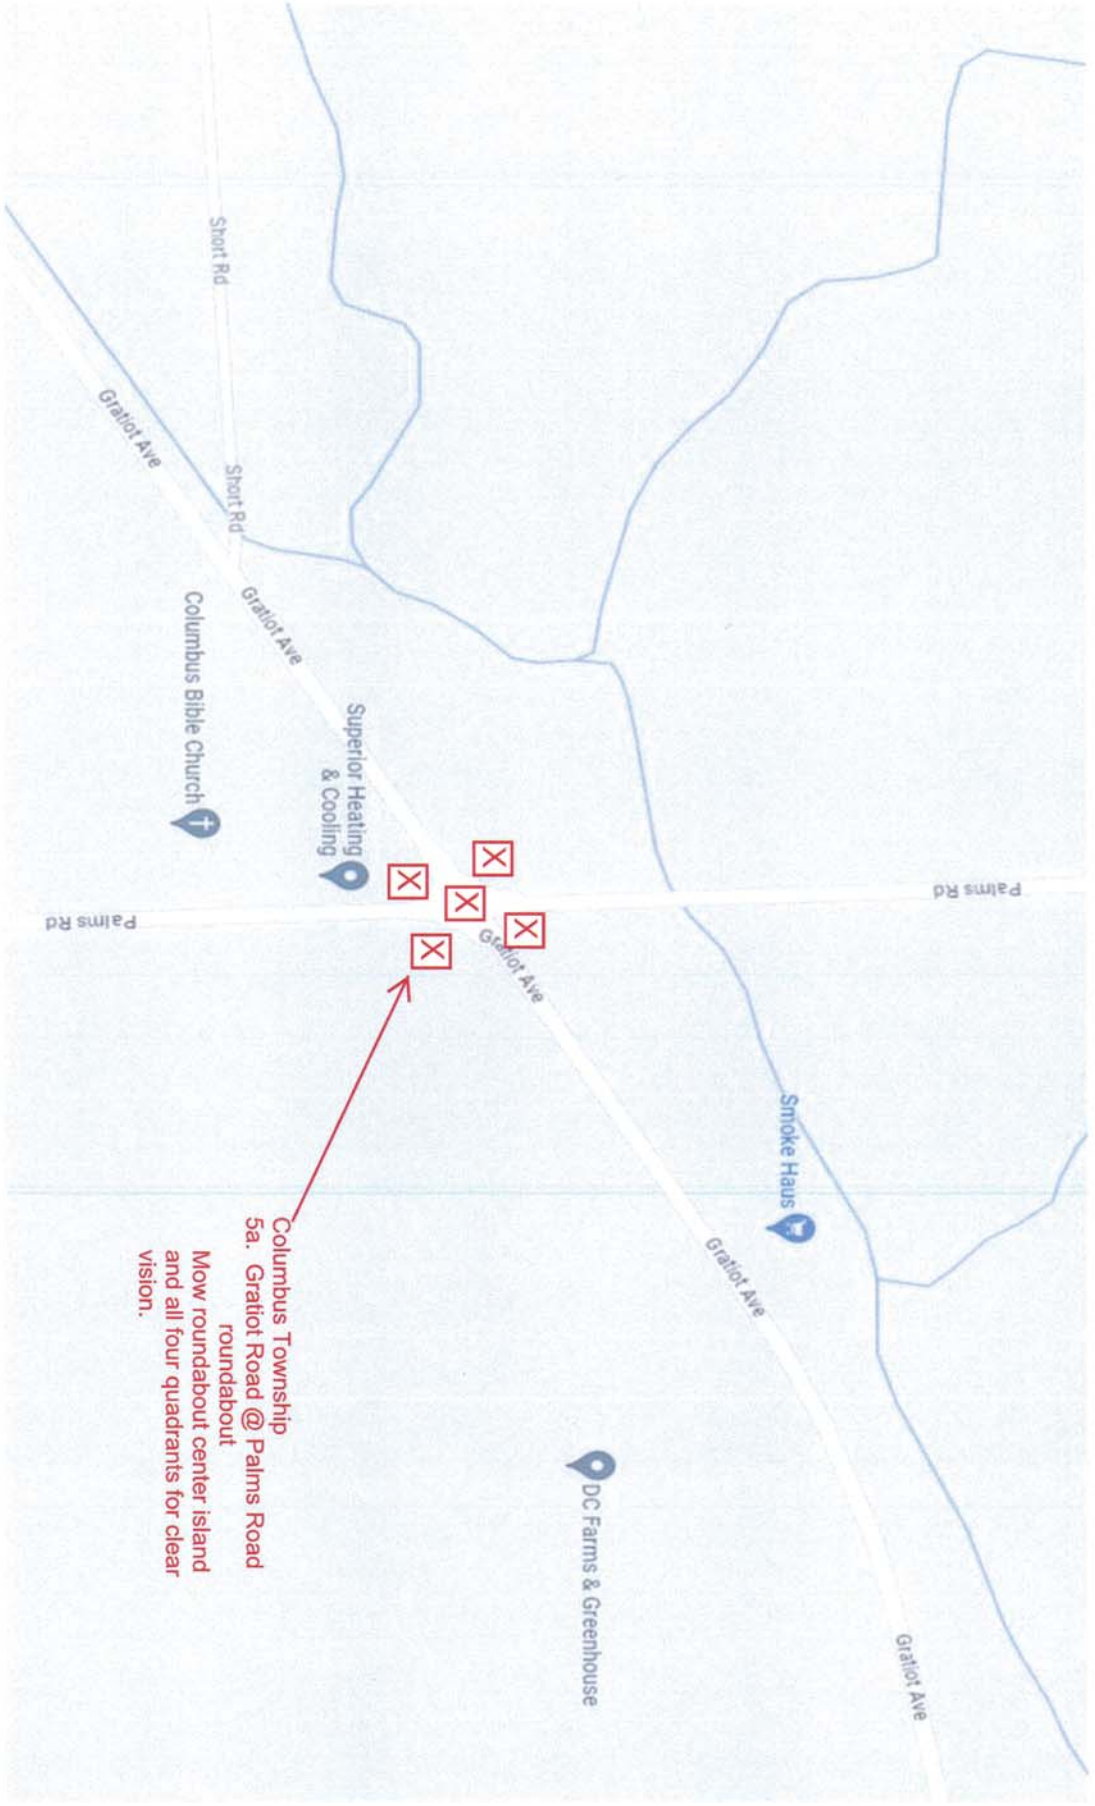 Short Rd
Short Rd
Gratiot Ave
Gratiot Ave
Columbus Bible Church
Superior Heating
& Cooling
Palms Rd
Palms Rd
X
X
X
X
X
Gratiot Ave
Smoke Haus
Gratiot Ave
DC Farms & Greenhouse
Gratiot Ave
Columbus Township
5a. Gratiot Road @ Palms Road
roundabout
Mow roundabout center island
and all four quadrants for clear
vision.